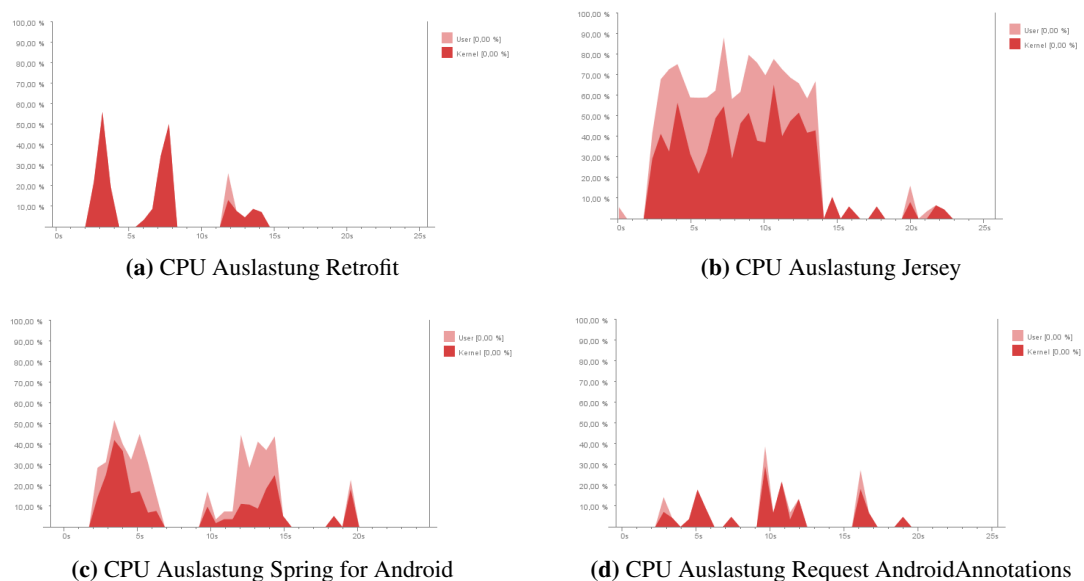 100,00 %
90,00 %
80,00 %
70,00 %
60,00 %
50,00 %
40,00 %
30,00 %
20,00 %
10,00 %
0s 5s 10s 15s 20s 25s
User [0,00 %]
Kernel [0,00 %]
(a) CPU Auslastung Retrofit
100,00 %
90,00 %
80,00 %
70,00 %
60,00 %
50,00 %
40,00 %
30,00 %
20,00 %
10,00 %
0s 5s 10s 15s 20s 25s
User [0,00 %]
Kernel [0,00 %]
(b) CPU Auslastung Jersey
100,00 %
90,00 %
80,00 %
70,00 %
60,00 %
50,00 %
40,00 %
30,00 %
20,00 %
10,00 %
0s 5s 10s 15s 20s
User [0,00 %]
Kernel [0,00 %]
(c) CPU Auslastung Spring for Android
100,00 %
90,00 %
80,00 %
70,00 %
60,00 %
50,00 %
40,00 %
30,00 %
20,00 %
10,00 %
0s 5s 10s 15s 20s 25s
User [0,00 %]
Kernel [0,00 %]
(d) CPU Auslastung Request AndroidAnnotations